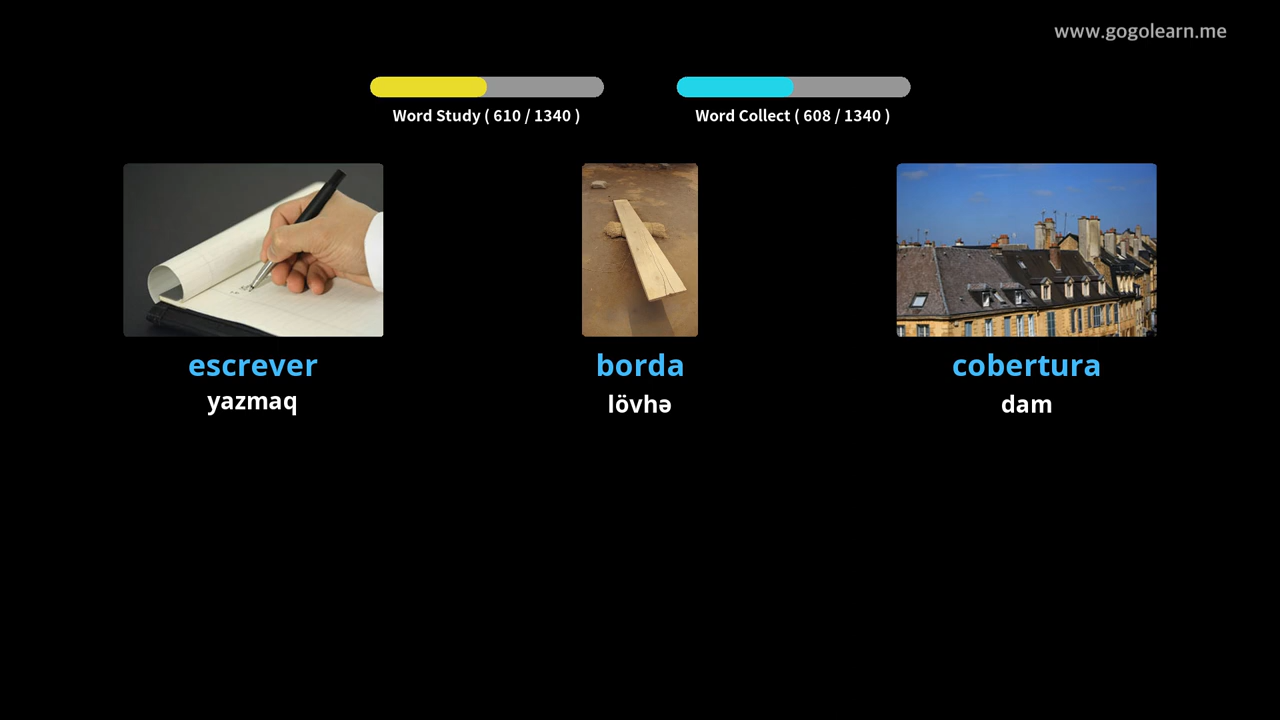 www.gogolearn.me
Word Study ( 610 / 1340 )
Word Collect ( 608 / 1340 )
escrever
yazmaq
borda
lövhə
cobertura
dam